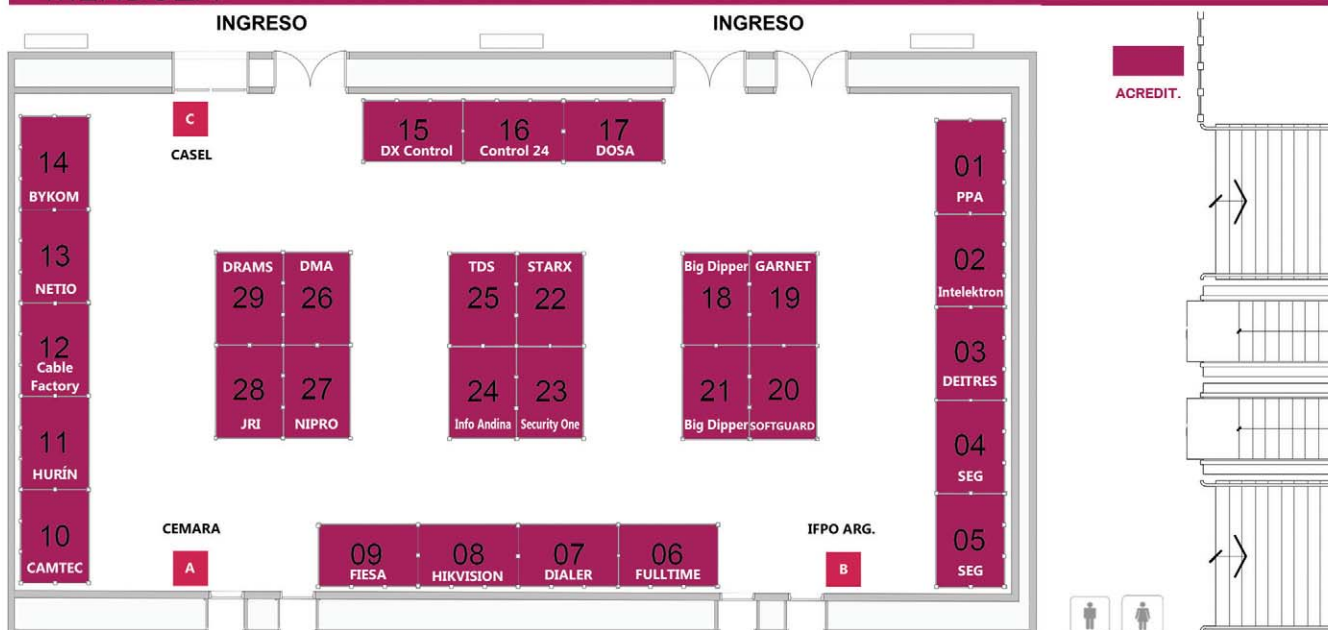 INGRESO
INGRESO
ACREDIT.
C
CASEL
15
DX Control
16
Control 24
17
DOSA
14
BYKOM
13
NETIO
12
Cable
Factory
11
HURÍN
10
CAMTEC
DRAMS
29
DMA
26
28
JRI
27
NIPRO
TDS
25
STARX
22
24
Info Andina
23
Security One
Big Dipper
18
GARNET
19
21
Big Dipper
20
SOFTGUARD
01
PPA
02
Intelektron
03
DEITRES
04
SEG
05
SEG
CEMARA
A
09
FIESA
08
HIKVISION
07
DIALER
06
FULLTIME
IFPO ARG.
B